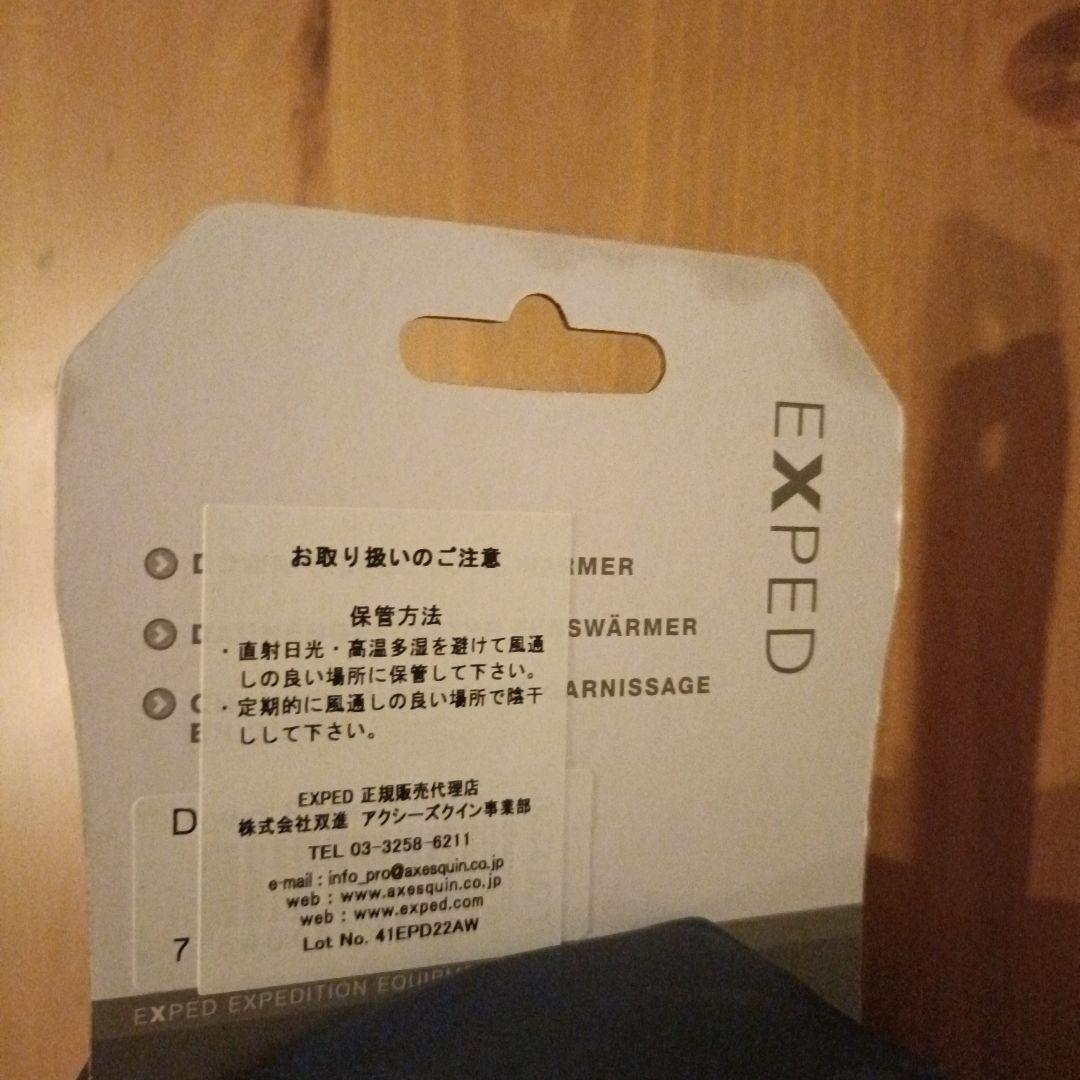 EXPED
RMER
SWÄRMER
ARNISSAGE
お取り扱いのご注意
保管方法
・直射日光・高温多湿を避けて風通
しの良い場所に保管して下さい。
・定期的に風通しの良い場所で陰干
しして下さい。
EXPED 正規販売代理店
株式会社双進 アクシーズクイン事業部
TEL 03-3258-6211
e-mail : info_pro@axesquin.co.jp
web : www.axesquin.co.jp
web : www.exped.com
Lot No. 41EPD22AW
D
7
EXPED EXPEDITION EQUIPM